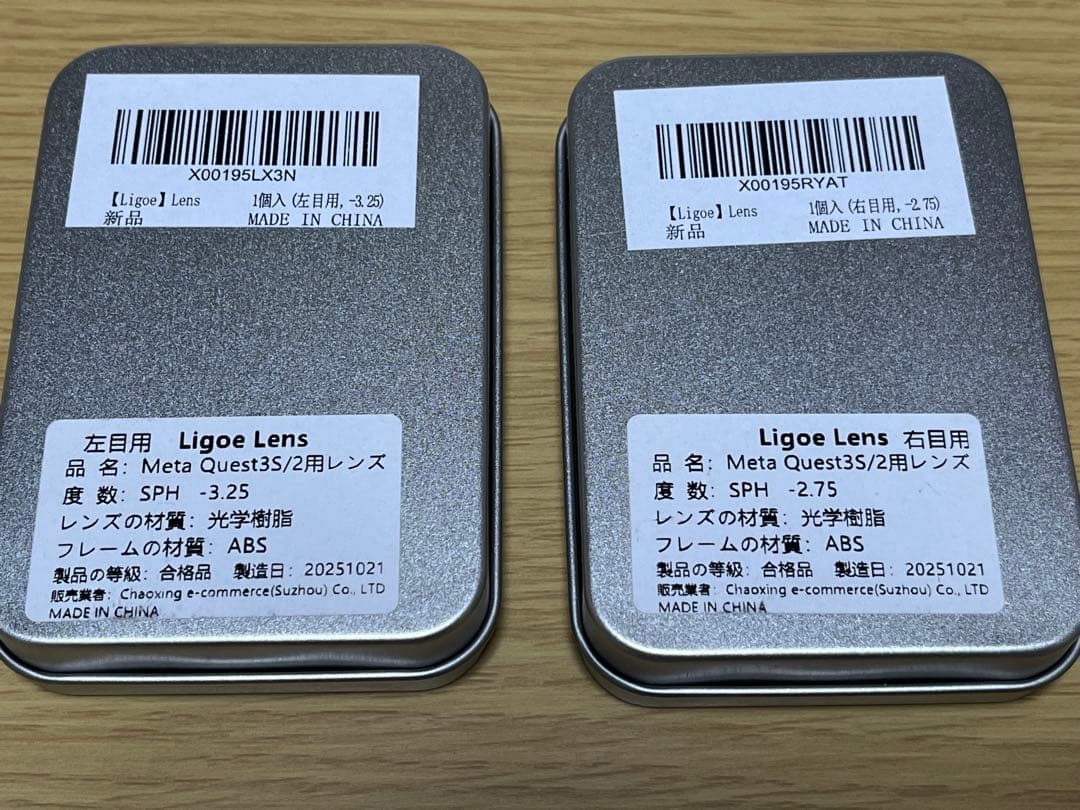 X00195LX3N
【Ligoe】Lens 1個入(左目用,-3.25)
新品 MADE IN CHINA
左目用 Ligoe Lens
品 名: Meta Quest3S/2用レンズ
度 数: SPH -3.25
レンズの材質: 光学樹脂
フレームの材質: ABS
製品の等級: 合格品 製造日: 20251021
販売業者: Chaoxing e-commerce(Suzhou) Co., LTD
MADE IN CHINA
X00195RYAT
【Ligoe】Lens 1個入(右目用,-2.75)
新品 MADE IN CHINA
Ligoe Lens 右目用
品 名: Meta Quest3S/2用レンズ
度 数: SPH -2.75
レンズの材質: 光学樹脂
フレームの材質: ABS
製品の等級: 合格品 製造日: 20251021
販売業者: Chaoxing e-commerce(Suzhou) Co., LTD
MADE IN CHINA